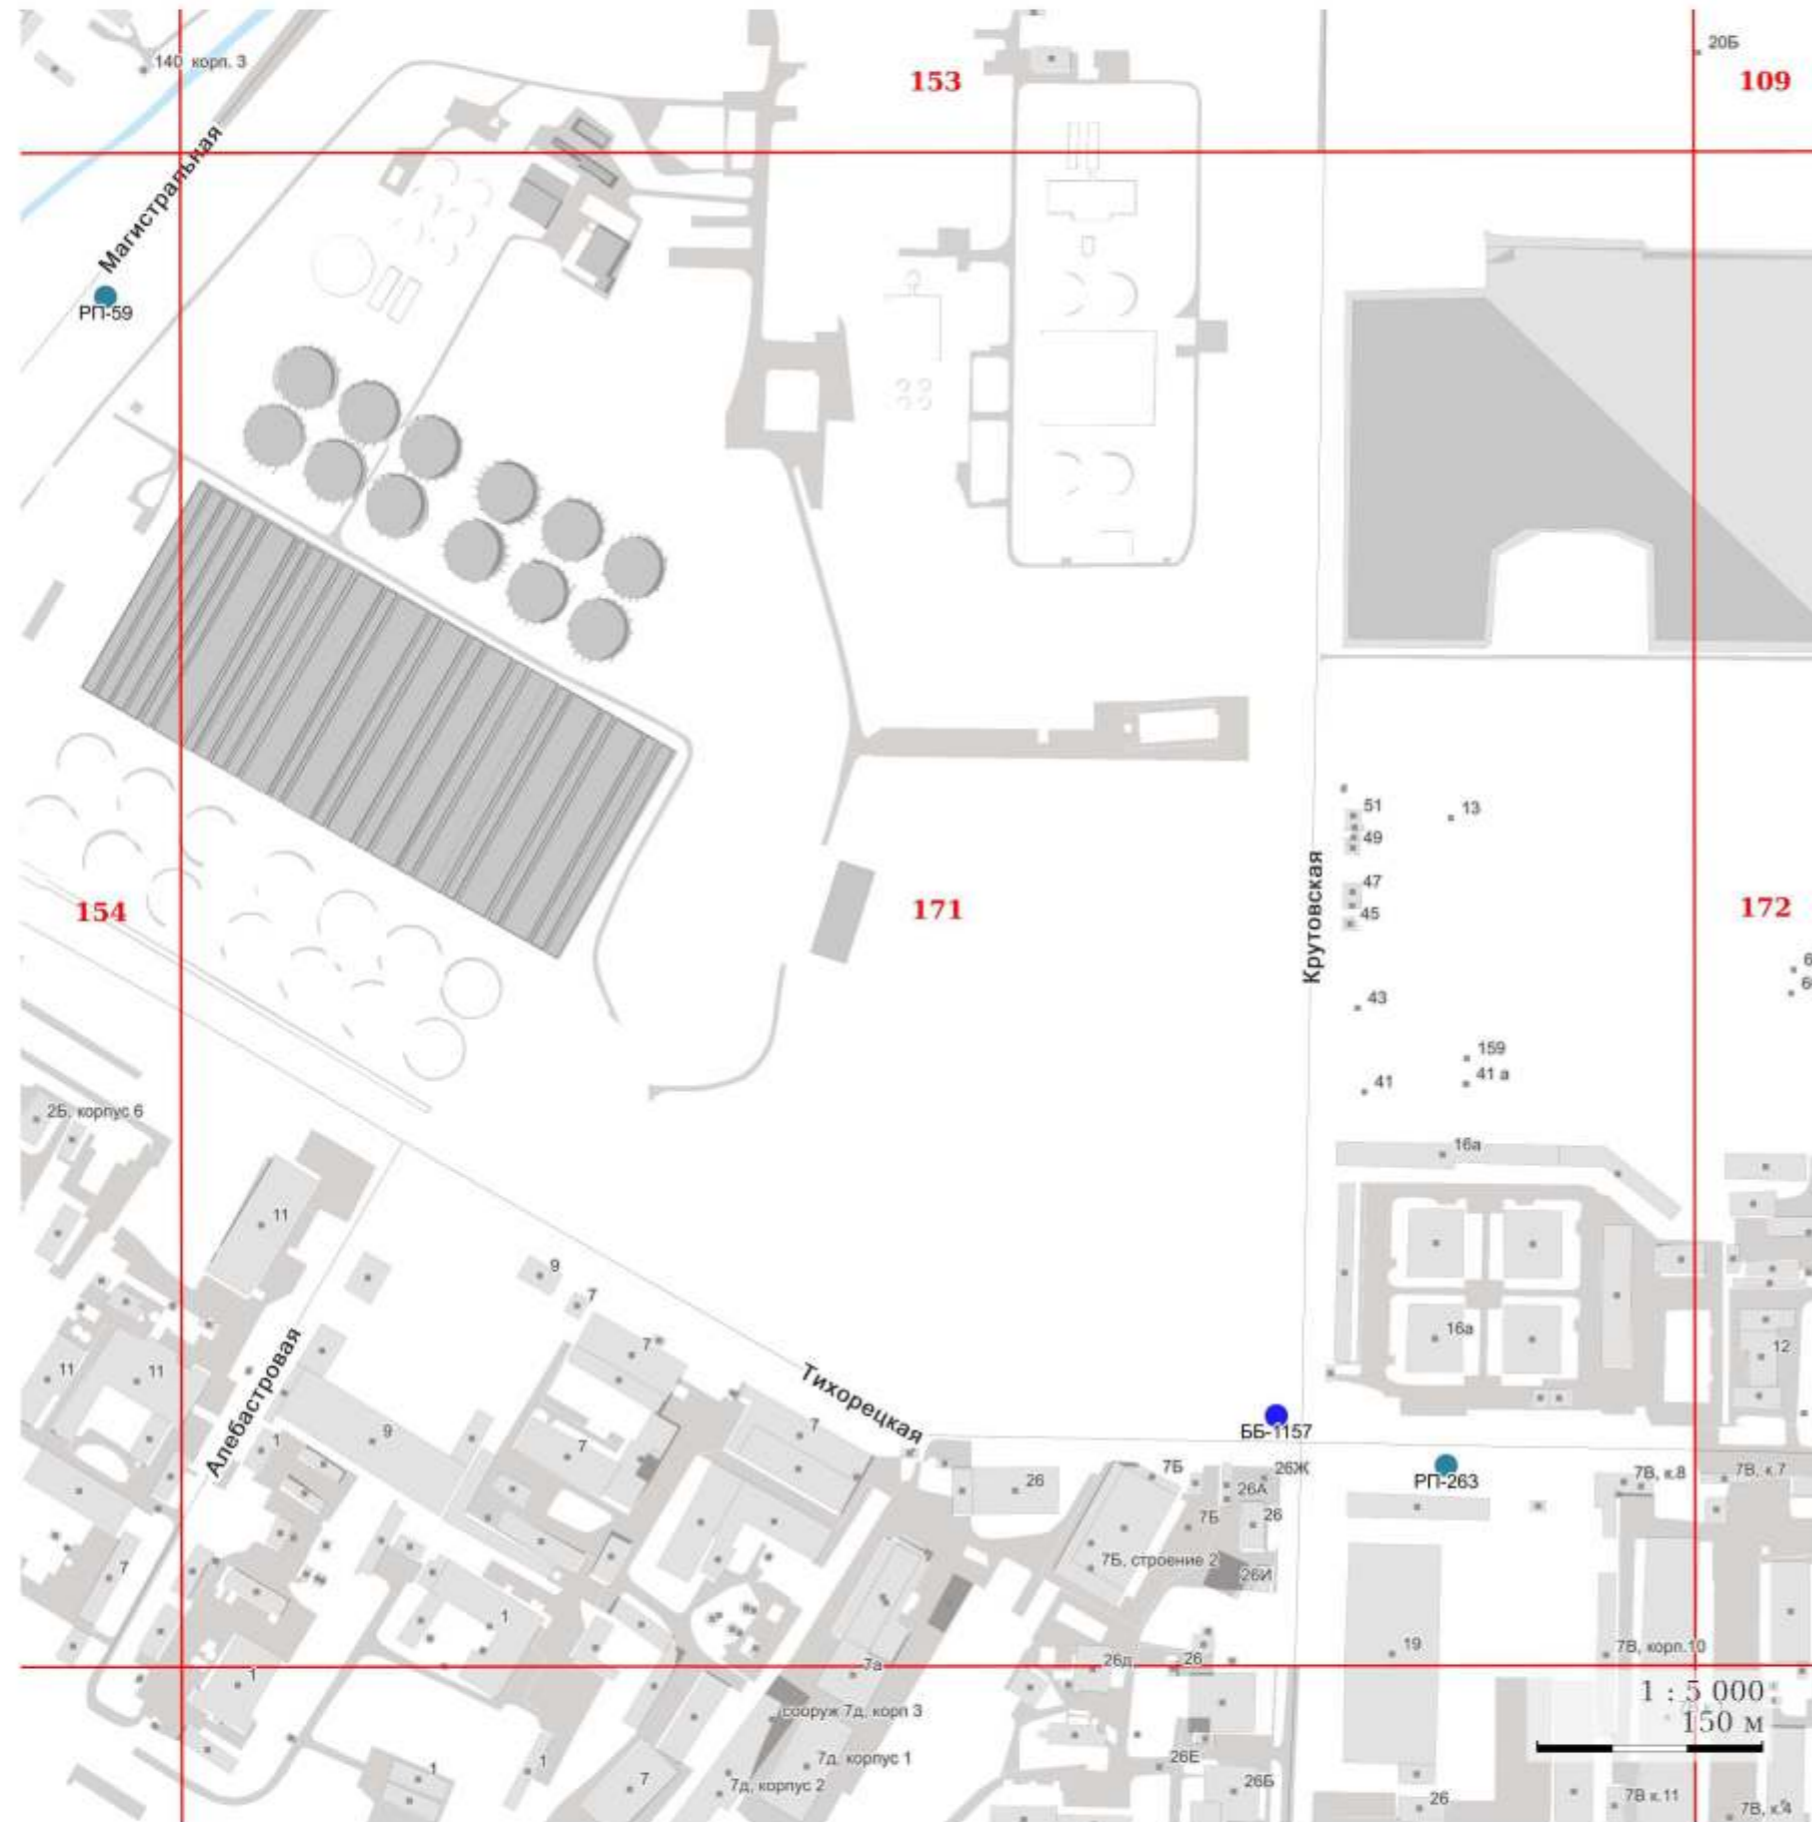 140 корп. 3
153
20Б
109
Магистральная
РП-59
51
13
49
47
45
154
171
172
Крутовская
6
43
159
41 а
41
2Б, корпус 6
16а
11
9
7
7
16а
12
11
11
Алебастровая
Тихорецкая
9
1
7
7
ББ-1157
26
7Б
26Ж
26А
26
7Б
РП-263
7В, к.8
7В, к.7
7
7Б, строение 2
26И
1
19
7В, корп.10
1
7а
26д
26
1 : 5 000
150 м
сооруж 7д, корп 3
7д, корпус 1
7д, корпус 2
26Е
26Б
1
1
7
26
7В к.11
7В, к.4